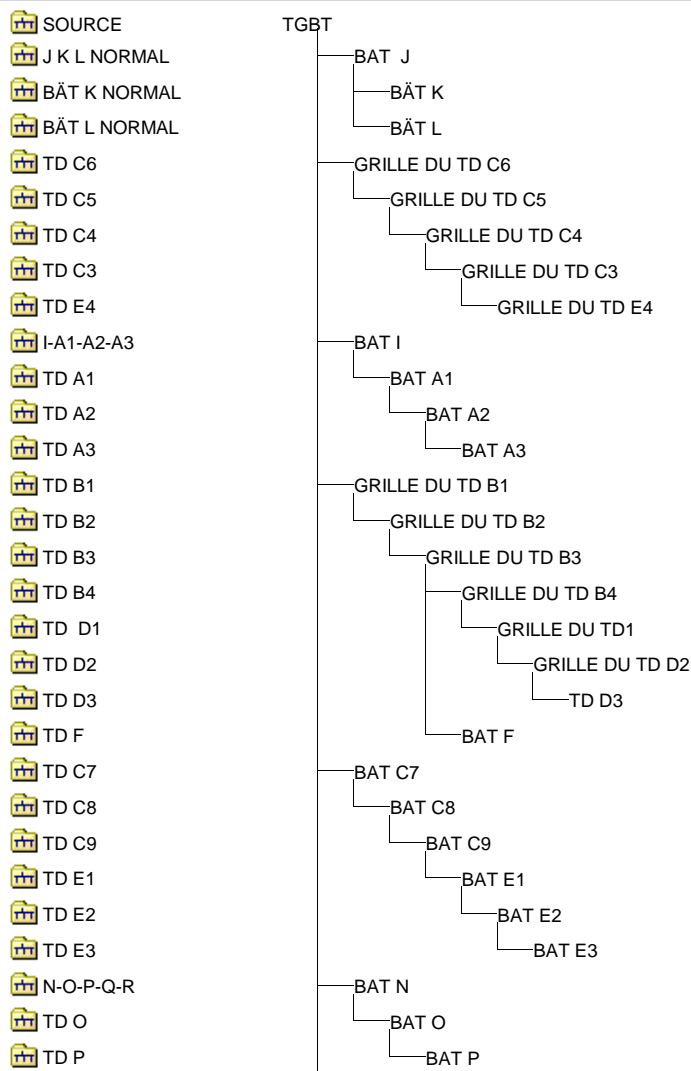 SOURCE TGBT
J K L NORMAL BAT J
BÄT K NORMAL BÄT K
BÄT L NORMAL BÄT L
TD C6 GRILLE DU TD C6
TD C5 GRILLE DU TD C5
TD C4 GRILLE DU TD C4
TD C3 GRILLE DU TD C3
TD E4 GRILLE DU TD E4
I-A1-A2-A3 BAT I
TD A1 BAT A1
TD A2 BAT A2
TD A3 BAT A3
TD B1 GRILLE DU TD B1
TD B2 GRILLE DU TD B2
TD B3 GRILLE DU TD B3
TD B4 GRILLE DU TD B4
TD D1 GRILLE DU TD1
TD D2 GRILLE DU TD D2
TD D3 TD D3
TD F BAT F
TD C7 BAT C7
TD C8 BAT C8
TD C9 BAT C9
TD E1 BAT E1
TD E2 BAT E2
TD E3 BAT E3
N-O-P-Q-R BAT N
TD O BAT O
TD P BAT P